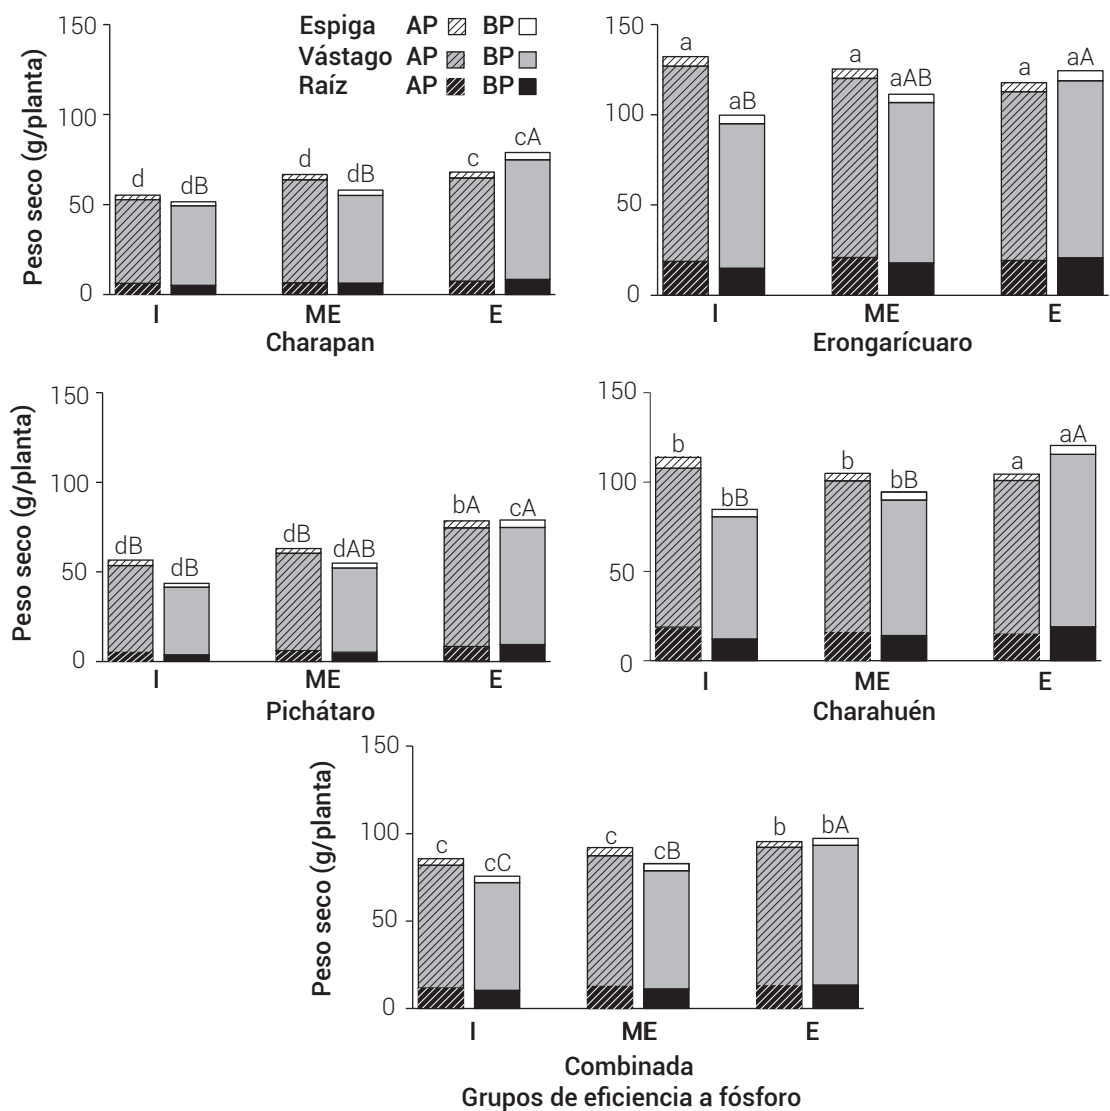 Espiga AP BP
Vástago AP BP
Raíz AP BP
Peso seco (g/planta)
150
100
50
0
d dB d dB c cA
I ME E
Charapan
150
100
50
0
a aB a aAB a aA
I ME E
Erongarícuaro
Peso seco (g/planta)
150
100
50
0
dB dB dB dAB bA cA
I ME E
Pichátaro
150
100
50
0
b bB b bB a aA
I ME E
Charahuén
Peso seco (g/planta)
150
100
50
0
c cC c cB b bA
I ME E
Combinada
Grupos de eficiencia a fósforo